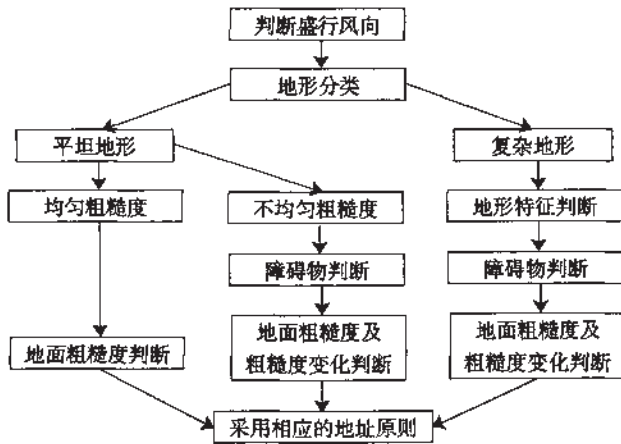 判断盛行风向
地形分类
平坦地形
复杂地形
均匀粗糙度
不均匀粗糙度
地形特征判断
障碍物判断
障碍物判断
地面粗糙度判断
地面粗糙度及
粗糙度变化判断
地面粗糙度及
粗糙度变化判断
采用相应的地址原则